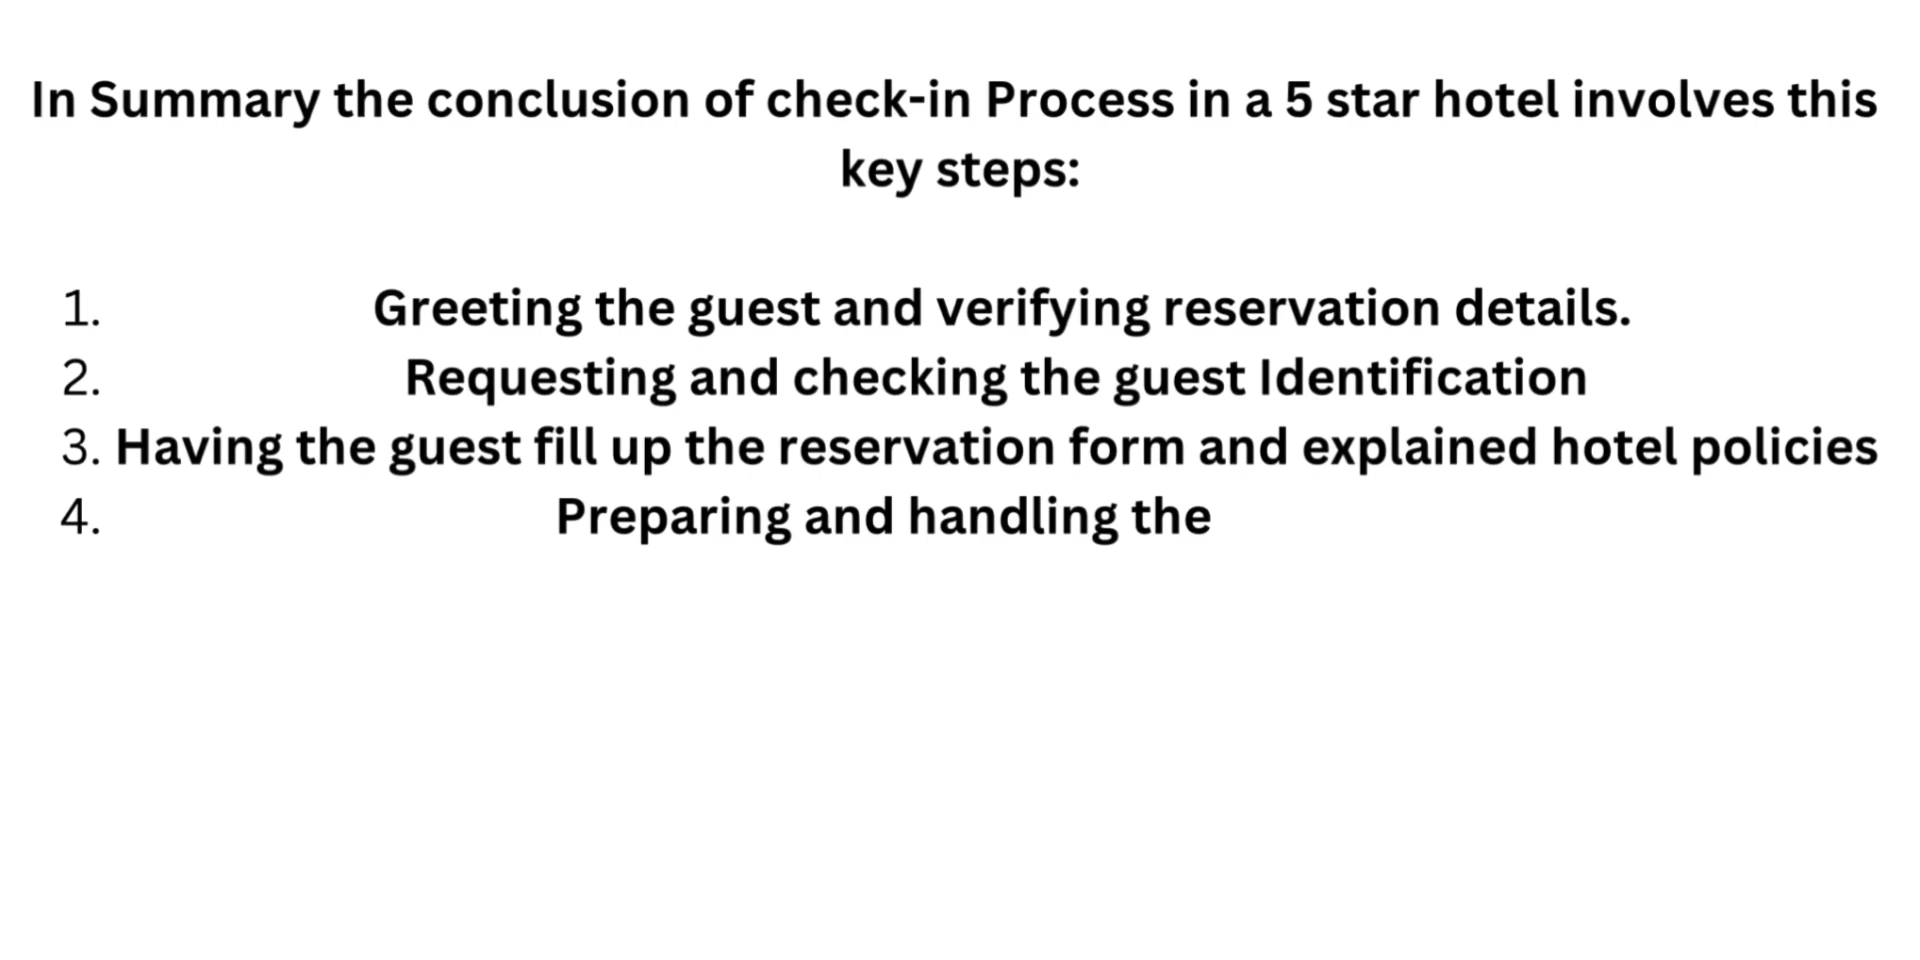 In Summary the conclusion of check-in Process in a 5 star hotel involves this
key steps:
1. Greeting the guest and verifying reservation details.
2. Requesting and checking the guest Identification
3. Having the guest fill up the reservation form and explained hotel policies
4. Preparing and handling the